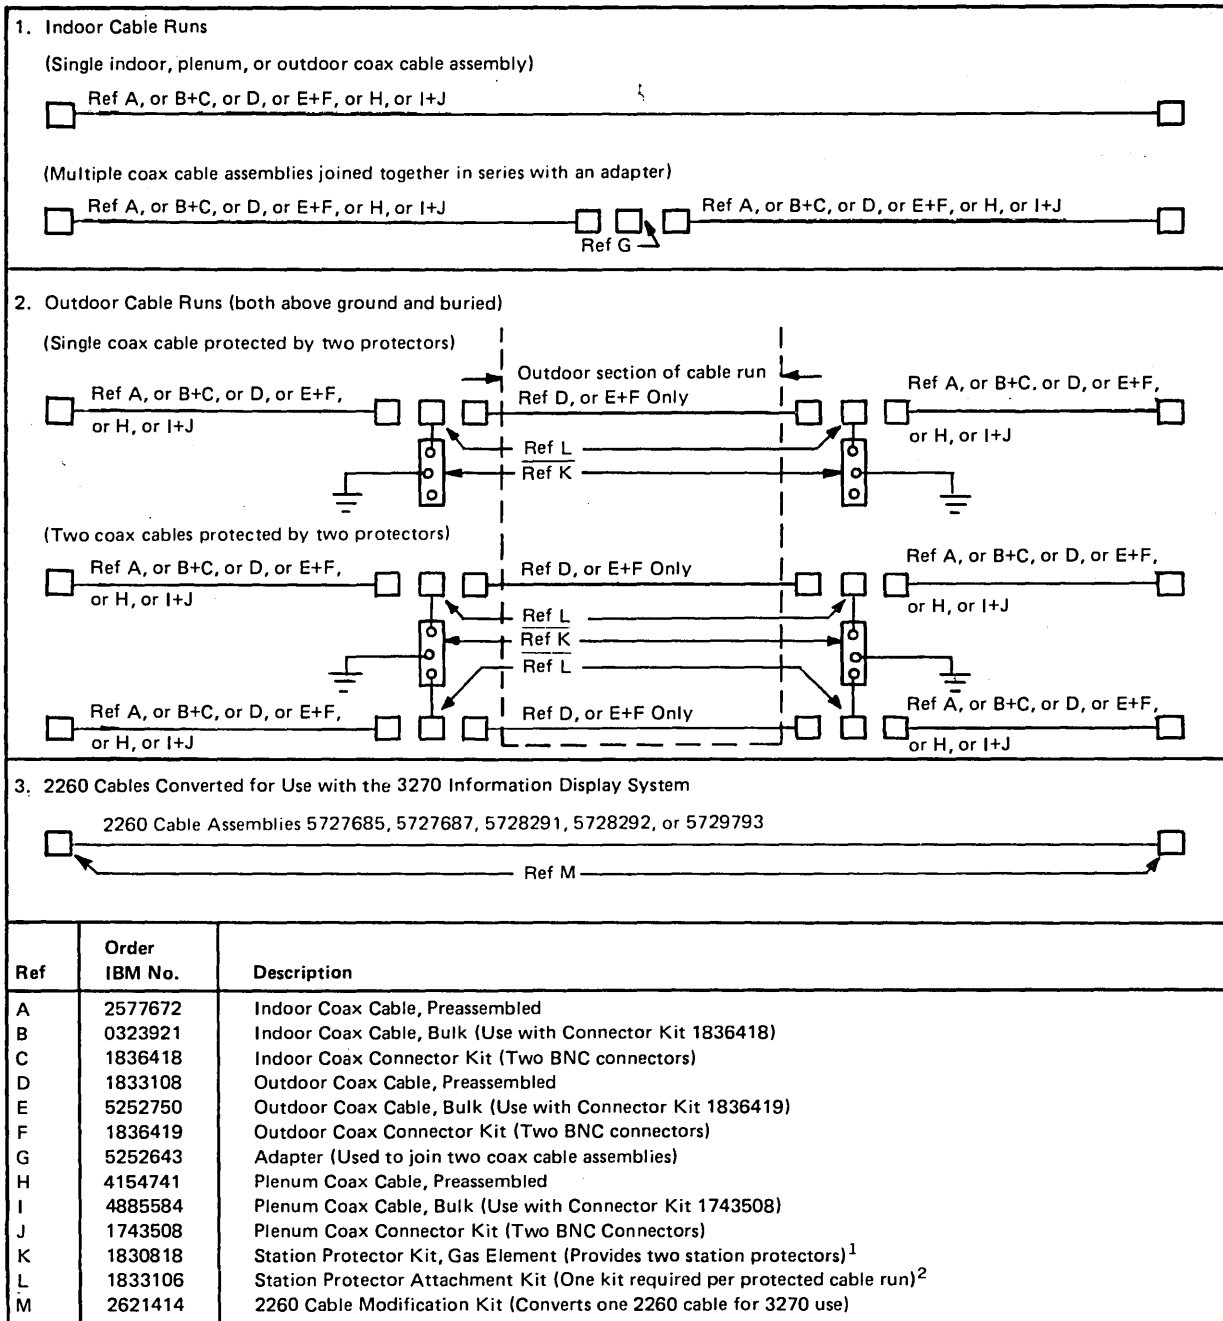 1. Indoor Cable Runs
(Single indoor, plenum, or outdoor coax cable assembly)
Ref A, or B+C, or D, or E+F, or H, or I+J
(Multiple coax cable assemblies joined together in series with an adapter)
Ref A, or B+C, or D, or E+F, or H, or I+J
Ref A, or B+C, or D, or E+F, or H, or I+J
Ref G
2. Outdoor Cable Runs (both above ground and buried)
(Single coax cable protected by two protectors)
Outdoor section of cable run
Ref D, or E+F Only
Ref A, or B+C, or D, or E+F,
or H, or I+J
Ref A, or B+C, or D, or E+F,
or H, or I+J
Ref L
Ref K
(Two coax cables protected by two protectors)
Ref A, or B+C, or D, or E+F,
or H, or I+J
Ref D, or E+F Only
Ref A, or B+C, or D, or E+F,
or H, or I+J
Ref L
Ref K
Ref L
Ref A, or B+C, or D, or E+F,
or H, or I+J
Ref D, or E+F Only
Ref A, or B+C, or D, or E+F,
or H, or I+J
3. 2260 Cables Converted for Use with the 3270 Information Display System
2260 Cable Assemblies 5727685, 5727687, 5728291, 5728292, or 5729793
Ref M
Ref Order IBM No. Description
A 2577672 Indoor Coax Cable, Preassembled
B 0323921 Indoor Coax Cable, Bulk (Use with Connector Kit 1836418)
C 1836418 Indoor Coax Connector Kit (Two BNC connectors)
D 1833108 Outdoor Coax Cable, Preassembled
E 5252750 Outdoor Coax Cable, Bulk (Use with Connector Kit 1836419)
F 1836419 Outdoor Coax Connector Kit (Two BNC connectors)
G 5252643 Adapter (Used to join two coax cable assemblies)
H 4154741 Plenum Coax Cable, Preassembled
I 4885584 Plenum Coax Cable, Bulk (Use with Connector Kit 1743508)
J 1743508 Plenum Coax Connector Kit (Two BNC Connectors)
K 1830818 Station Protector Kit, Gas Element (Provides two station protectors)1
L 1833106 Station Protector Attachment Kit (One kit required per protected cable run)2
M 2621414 2260 Cable Modification Kit (Converts one 2260 cable for 3270 use)